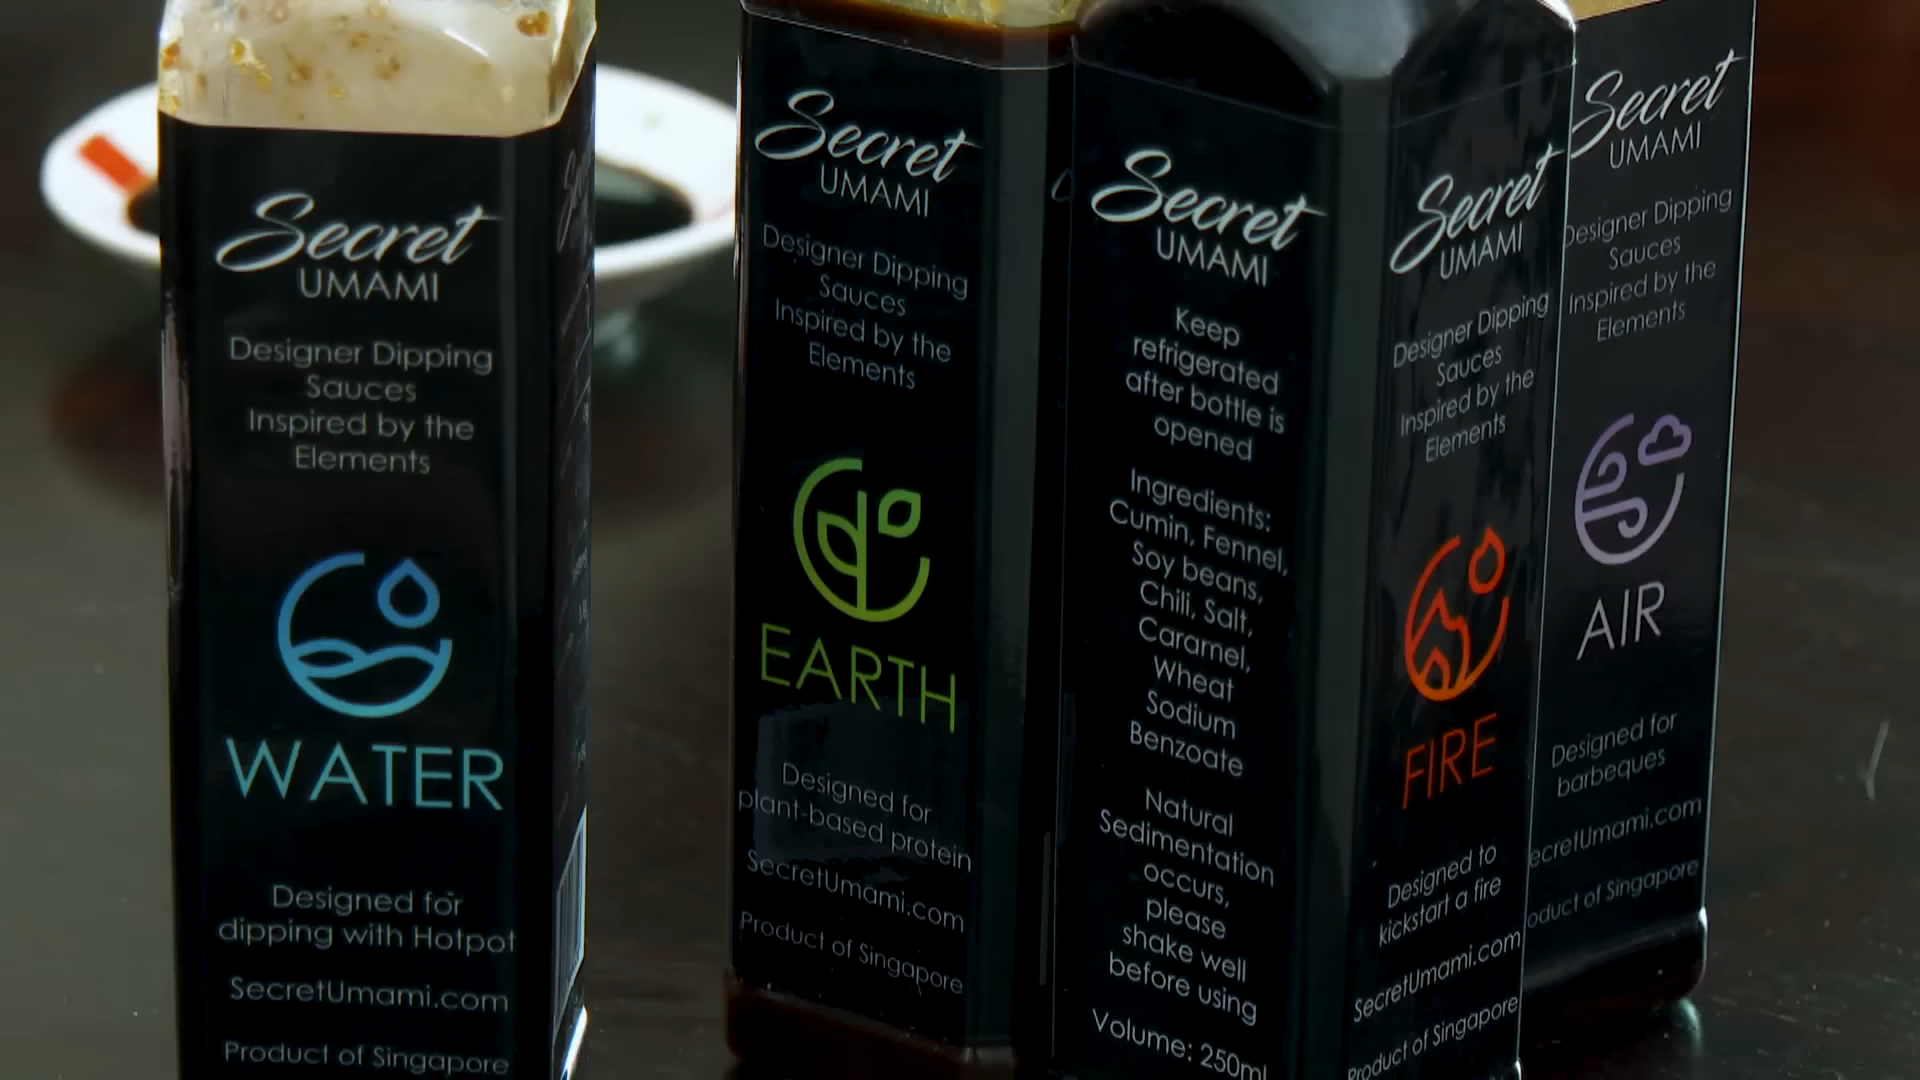 Secret
UMAMI
Designer Dipping
Sauces
Inspired by the
Elements
WATER
Designed for
dipping with Hotpot
SecretUmami.com
Product of Singapore
Secret
UMAMI
Designer Dipping
Sauces
Inspired by the
Elements
EARTH
Designed for
plant-based protein
SecretUmami.com
Product of Singapore
Secret
UMAMI
Keep
refrigerated
after bottle is
opened
Ingredients:
Cumin, Fennel,
Soy beans,
Chili, Salt,
Caramel,
Wheat
Sodium
Benzoate
Natural
Sedimentation
occurs,
please
shake well
before using
Volume: 250ml
Secret
UMAMI
Designer Dipping
Sauces
Inspired by the
Elements
FIRE
Designed to
kickstart a fire
SecretUmami.com
Product of Singapore
Secret
UMAMI
Designer Dipping
Sauces
Inspired by the
Elements
AIR
Designed for
barbeques
ecretUmami.com
oduct of Singapore